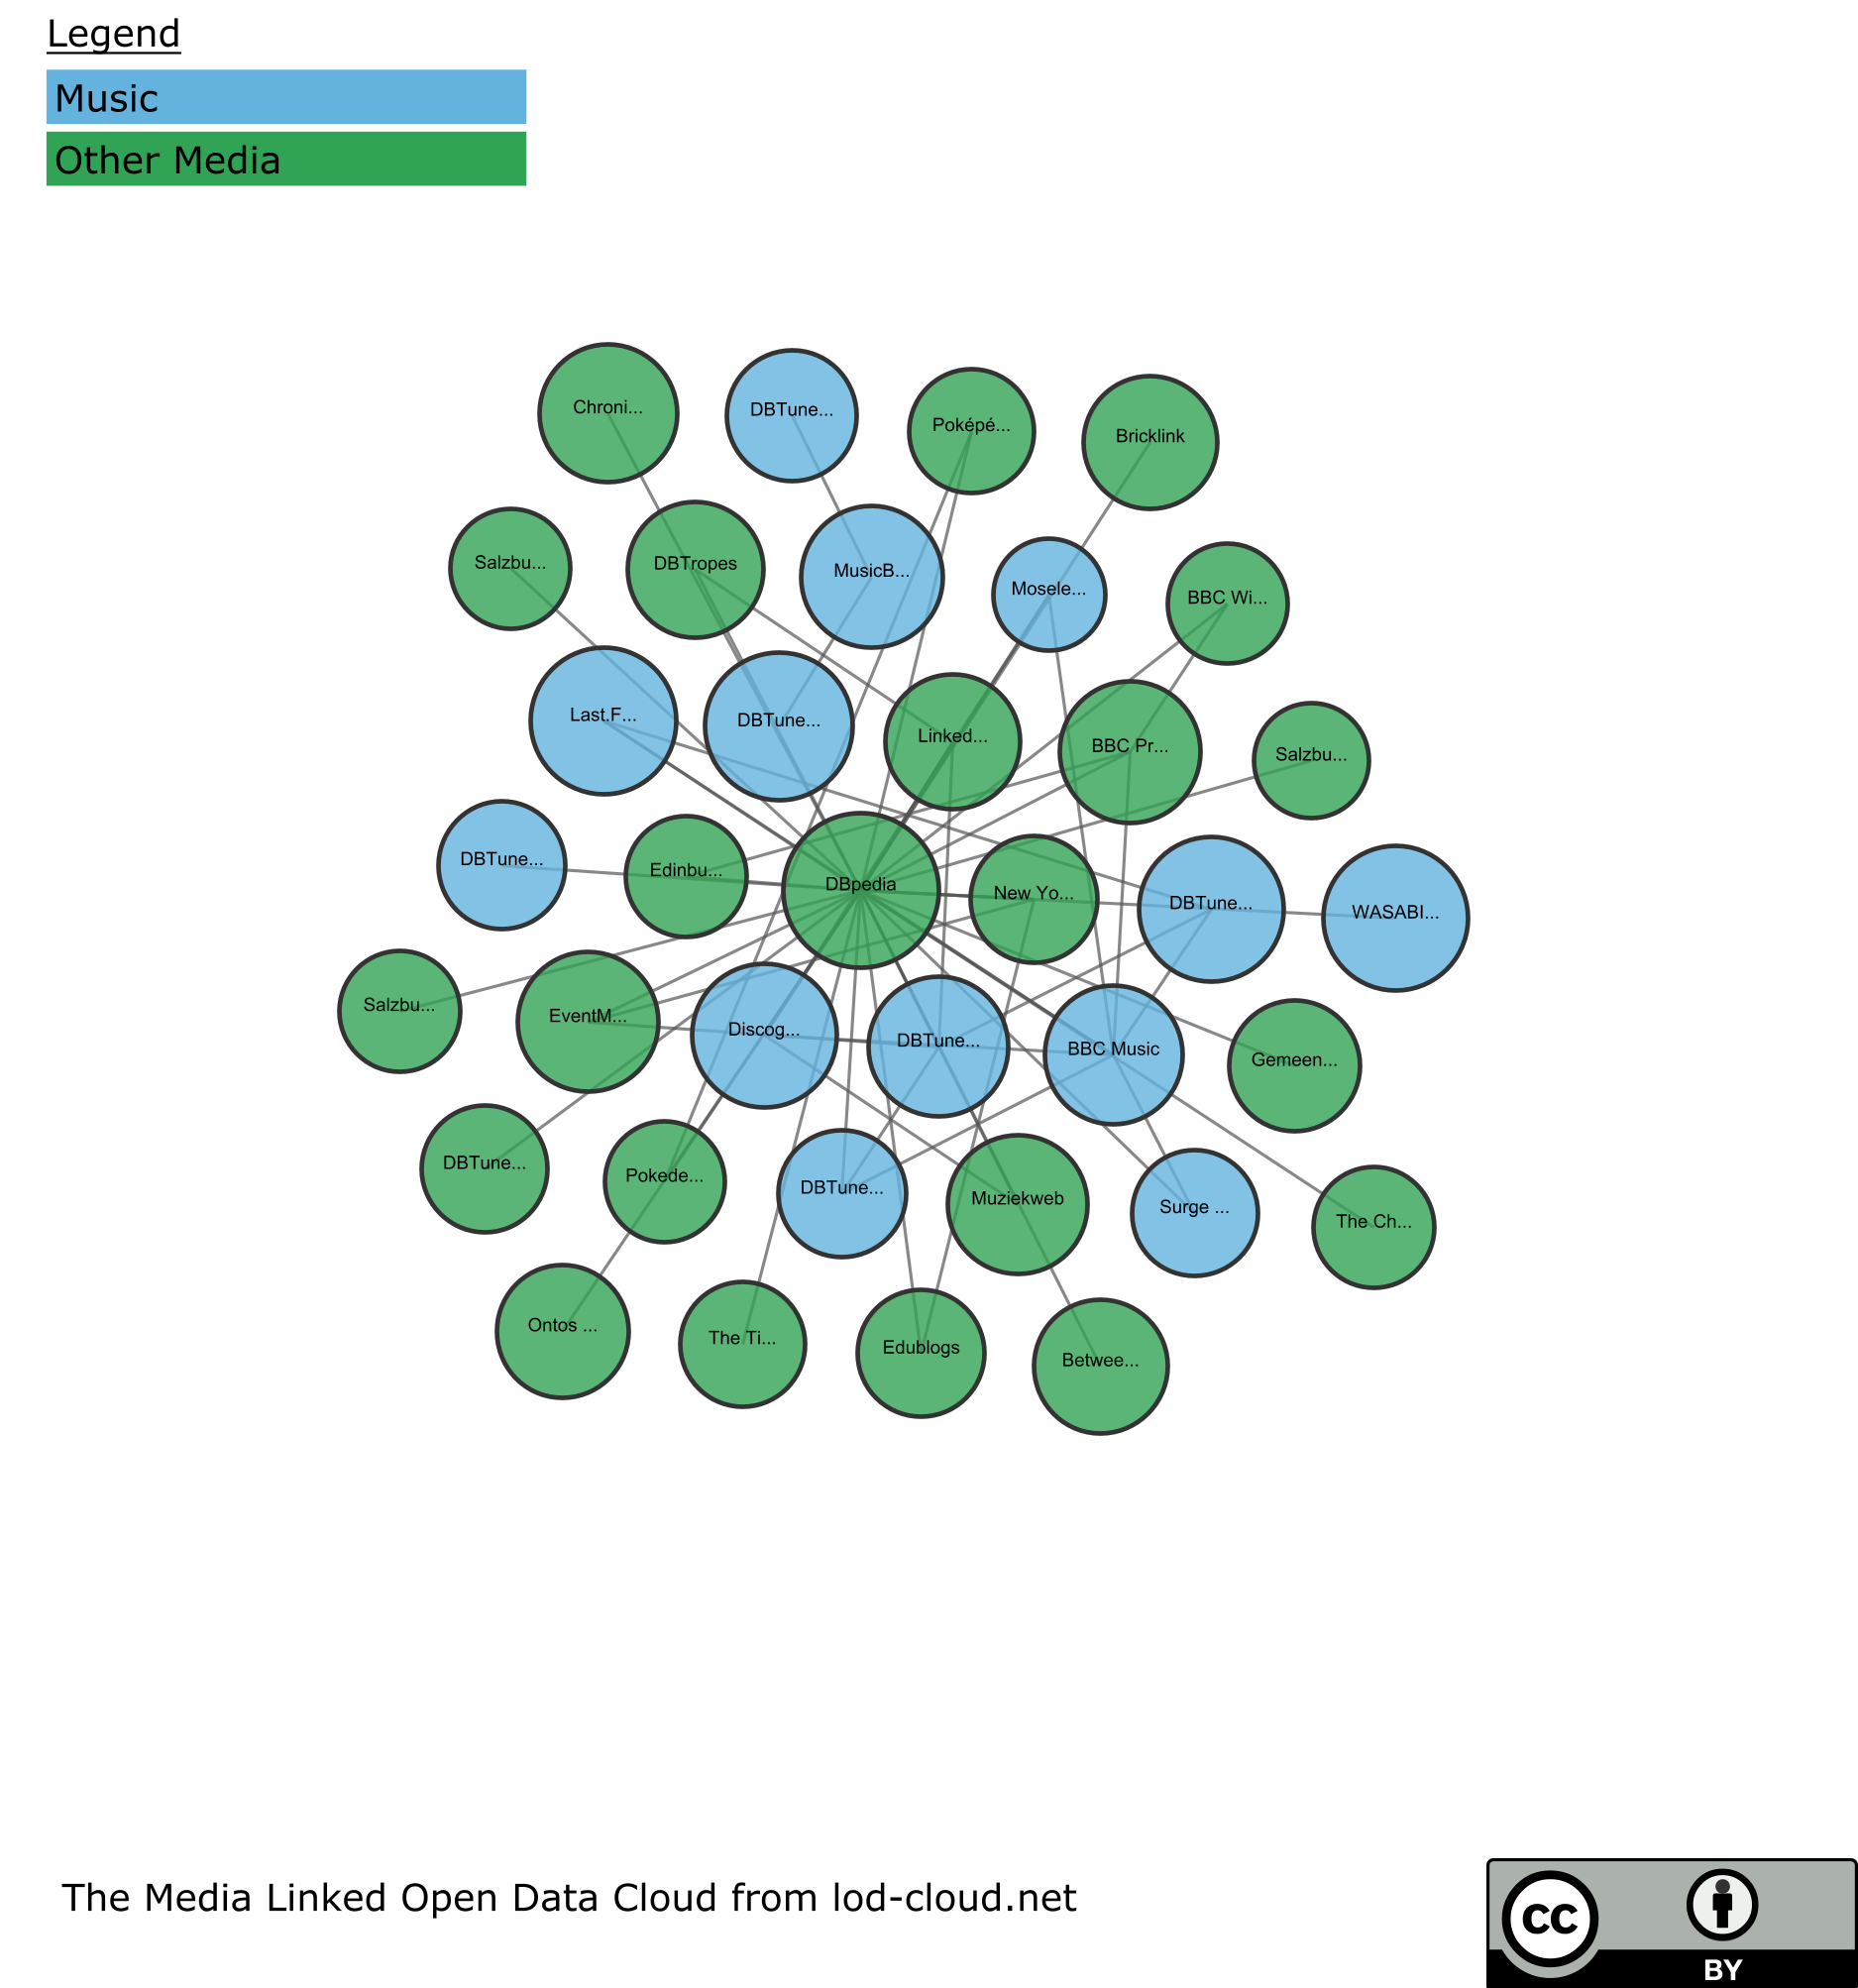 Legend
Music
Other Media
Chroni...
DBTune...
Poképé...
Bricklink
Salzbu...
DBTropes
MusicB...
Mosele...
BBC Wi...
Last.F...
DBTune...
Linked...
BBC Pr...
Salzbu...
DBTune...
Edinbu...
DBpedia
New Yo...
DBTune...
WASABI...
Salzbu...
EventM...
Discog...
DBTune...
BBC Music
Gemeen...
DBTune...
Pokede...
DBTune...
Muziekweb
Surge ...
The Ch...
Ontos ...
The Ti...
Edublogs
Betwee...
The Media Linked Open Data Cloud from lod-cloud.net
cc
BY